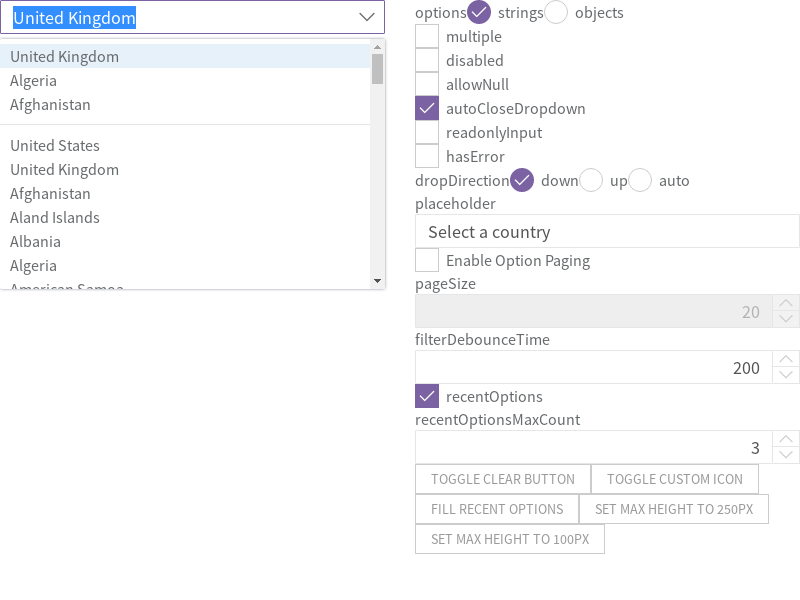 United Kingdom
United Kingdom
Algeria
Afghanistan
United States
United Kingdom
Afghanistan
Aland Islands
Albania
Algeria
American Samoa
options strings objects
multiple
disabled
allowNull
autoCloseDropdown
readonlyInput
hasError
dropDirection down up auto
placeholder
Select a country
Enable Option Paging
pageSize
20
filterDebounceTime
200
recentOptions
recentOptionsMaxCount
3
TOGGLE CLEAR BUTTON TOGGLE CUSTOM ICON
FILL RECENT OPTIONS SET MAX HEIGHT TO 250PX
SET MAX HEIGHT TO 100PX